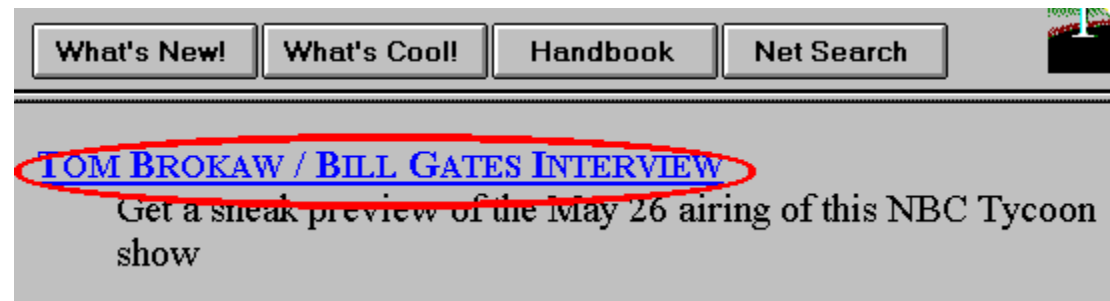 What's New!
What's Cool!
Handbook
Net Search
TOM BROKAW / BILL GATES INTERVIEW
Get a sneak preview of the May 26 airing of this NBC Tycoon
show